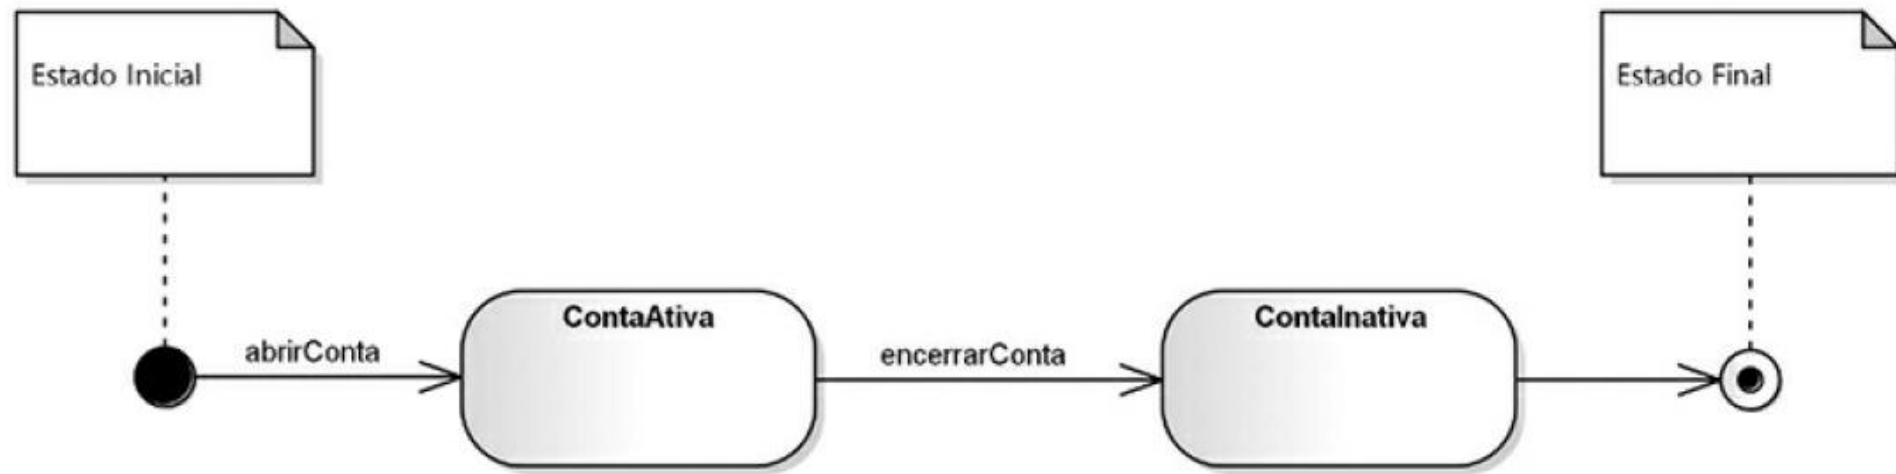 Estado Inicial
Estado Final
abrirConta
ContaAtiva
encerrarConta
ContaInativa